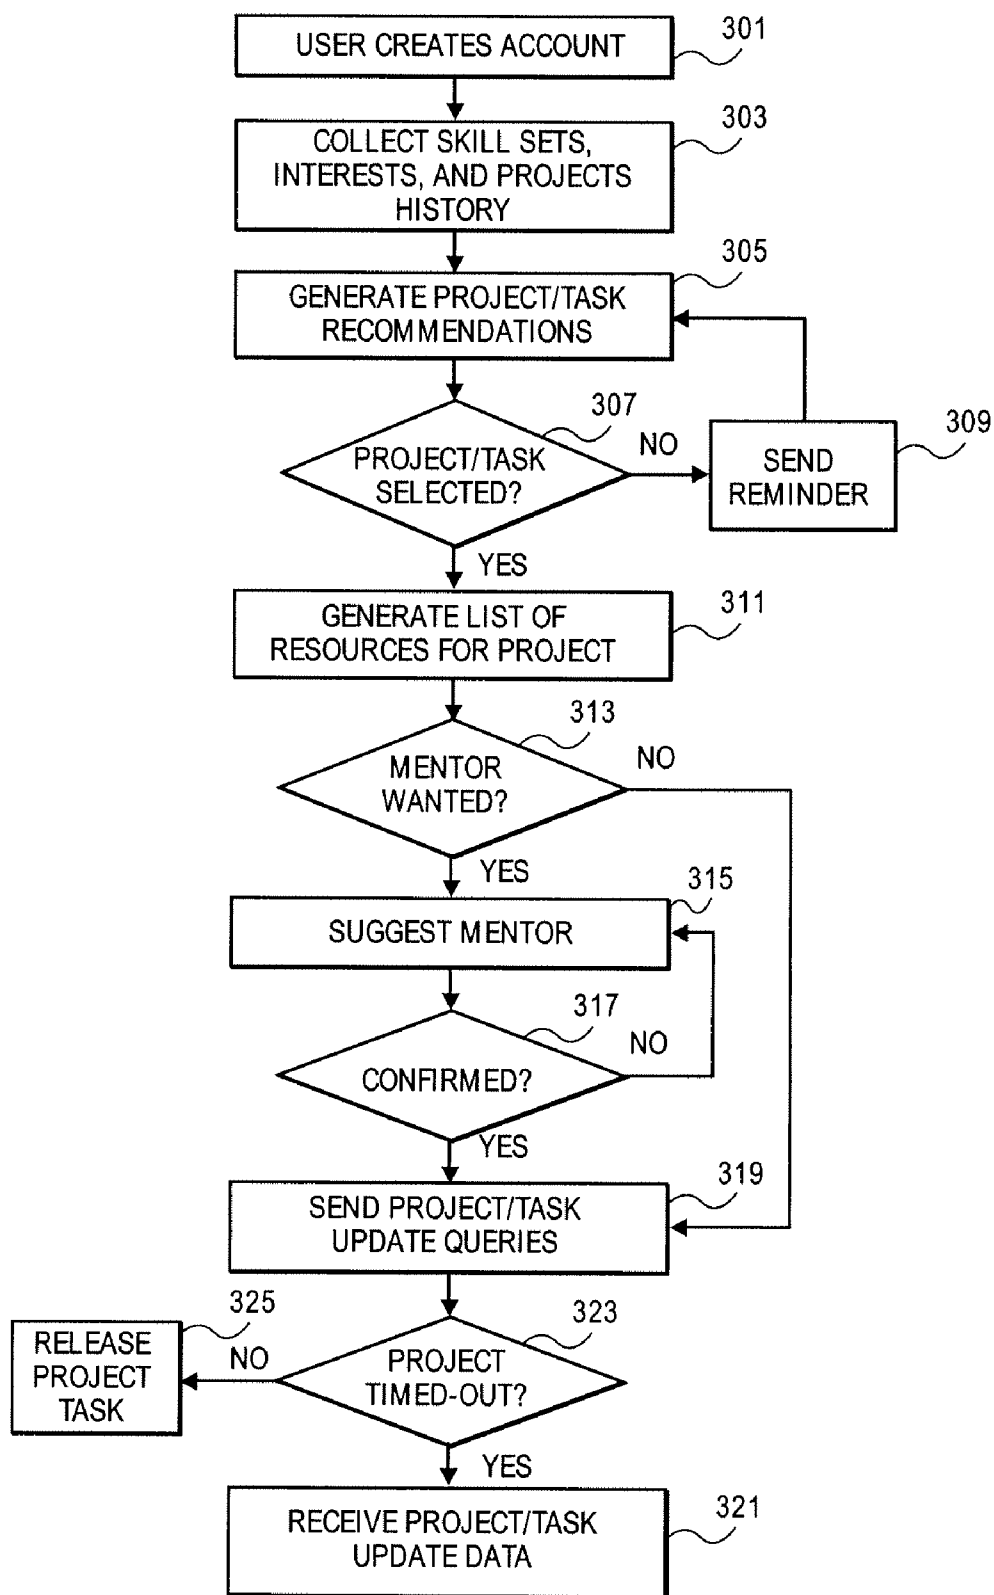 301
USER CREATES ACCOUNT
303
COLLECT SKILL SETS,
INTERESTS, AND PROJECTS
HISTORY
305
GENERATE PROJECT/TASK
RECOMMENDATIONS
307
PROJECT/TASK
SELECTED?
NO
309
SEND
REMINDER
YES
311
GENERATE LIST OF
RESOURCES FOR PROJECT
313
MENTOR
WANTED?
NO
YES
315
SUGGEST MENTOR
317
CONFIRMED?
NO
YES
319
SEND PROJECT/TASK
UPDATE QUERIES
323
PROJECT
TIMED-OUT?
NO
325
RELEASE
PROJECT
TASK
YES
321
RECEIVE PROJECT/TASK
UPDATE DATA